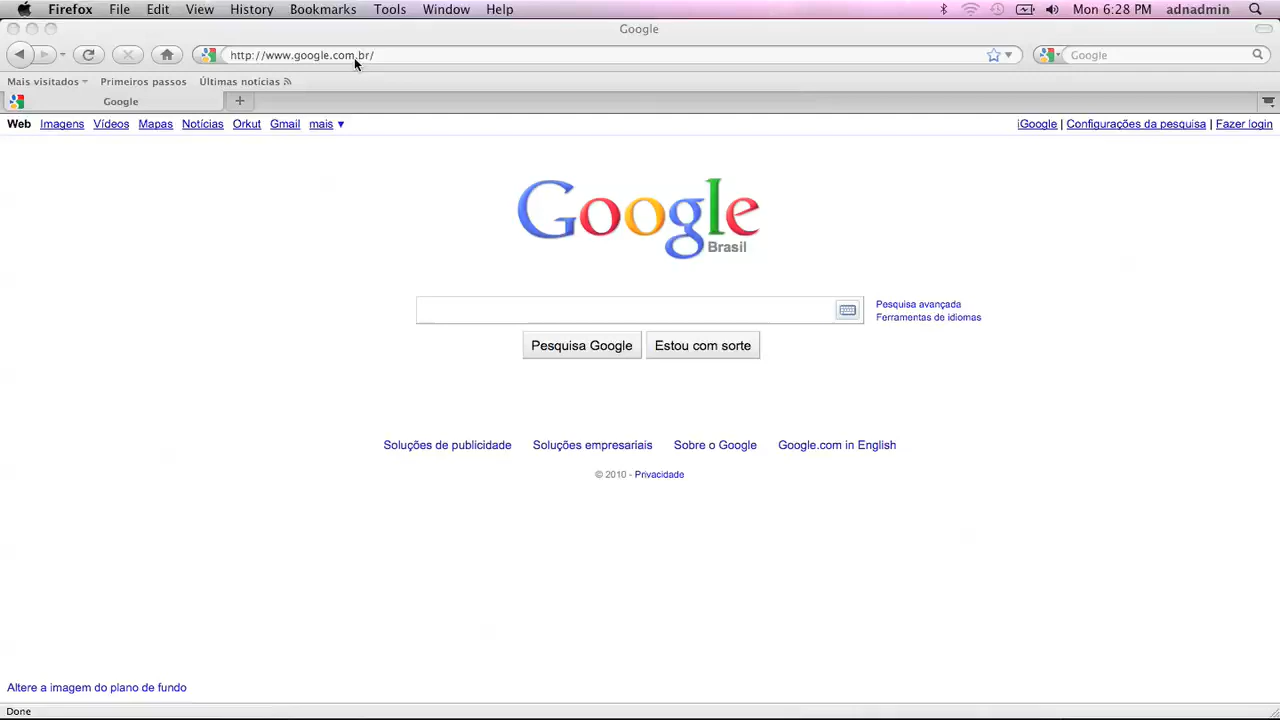 Firefox File Edit View History Bookmarks Tools Window Help Mon 6:28 PM adnadmin
Google
http://www.google.com.br/ Google
Mais visitados Primeiros passos Últimas notícias
Google
Web Imagens Vídeos Mapas Notícias Orkut Gmail mais ▼ iGoogle | Configurações da pesquisa | Fazer login
Google
Brasil
Pesquisa avançada
Ferramentas de idiomas
Pesquisa Google Estou com sorte
Soluções de publicidade Soluções empresariais Sobre o Google Google.com in English
© 2010 - Privacidade
Altere a imagem do plano de fundo
Done